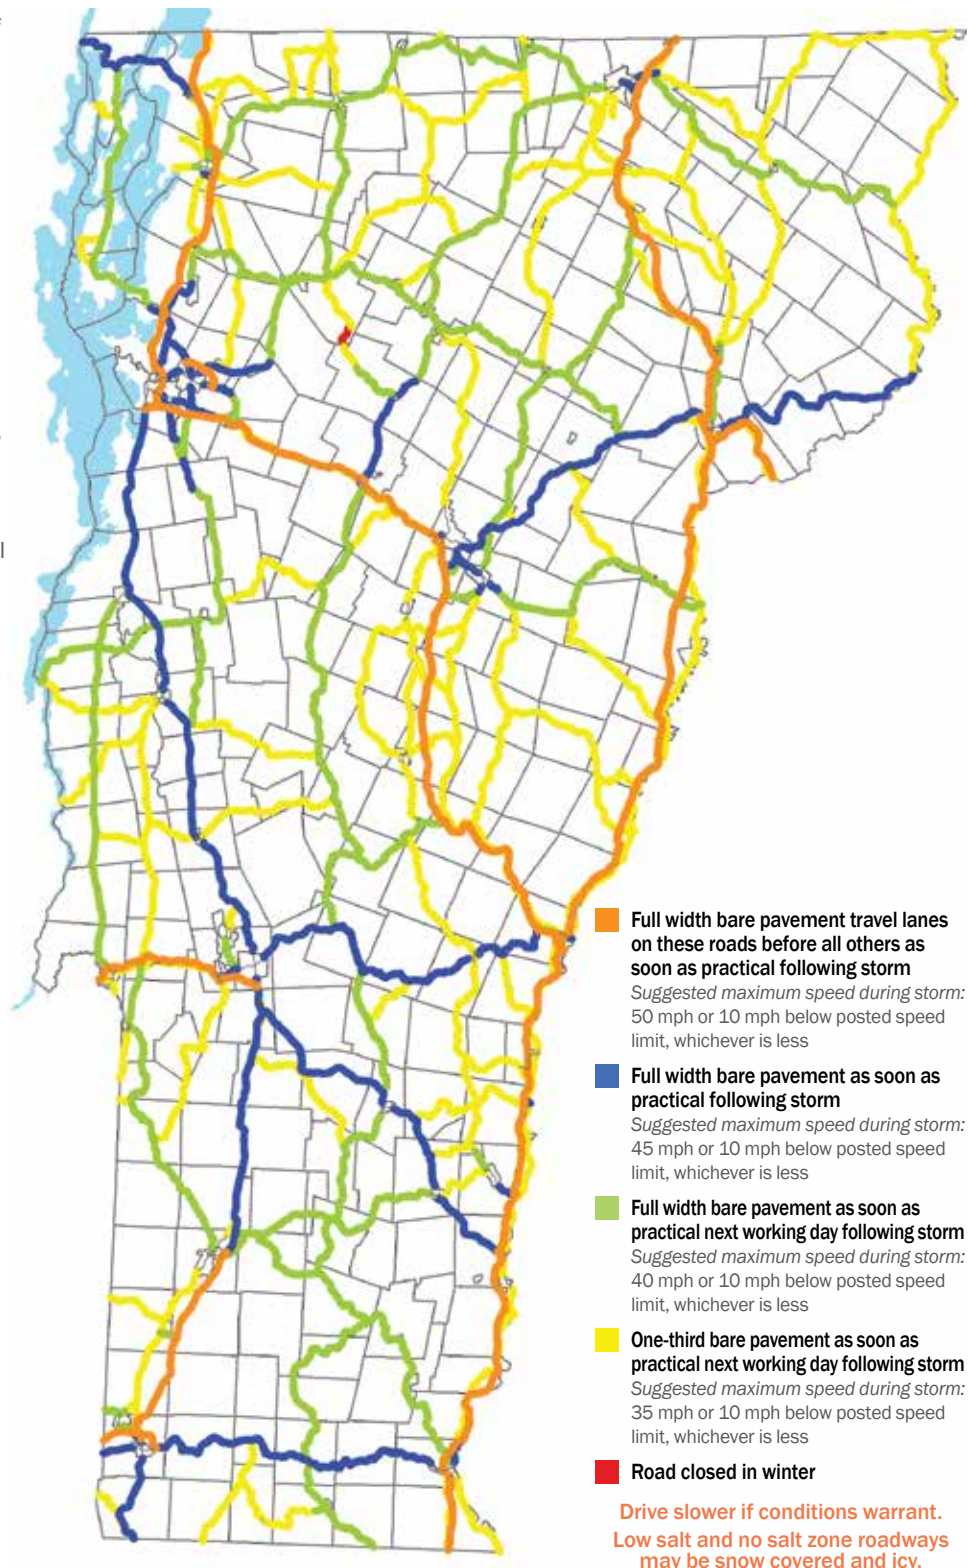 l
Full width bare pavement travel lanes
on these roads before all others as
soon as practical following storm
Suggested maximum speed during storm:
50 mph or 10 mph below posted speed
limit, whichever is less
Full width bare pavement as soon as
practical following storm
Suggested maximum speed during storm:
45 mph or 10 mph below posted speed
limit, whichever is less
Full width bare pavement as soon as
practical next working day following storm
Suggested maximum speed during storm:
40 mph or 10 mph below posted speed
limit, whichever is less
One-third bare pavement as soon as
practical next working day following storm
Suggested maximum speed during storm:
35 mph or 10 mph below posted speed
limit, whichever is less
Road closed in winter
Drive slower if conditions warrant.
Low salt and no salt zone roadways
may be snow covered and icy.